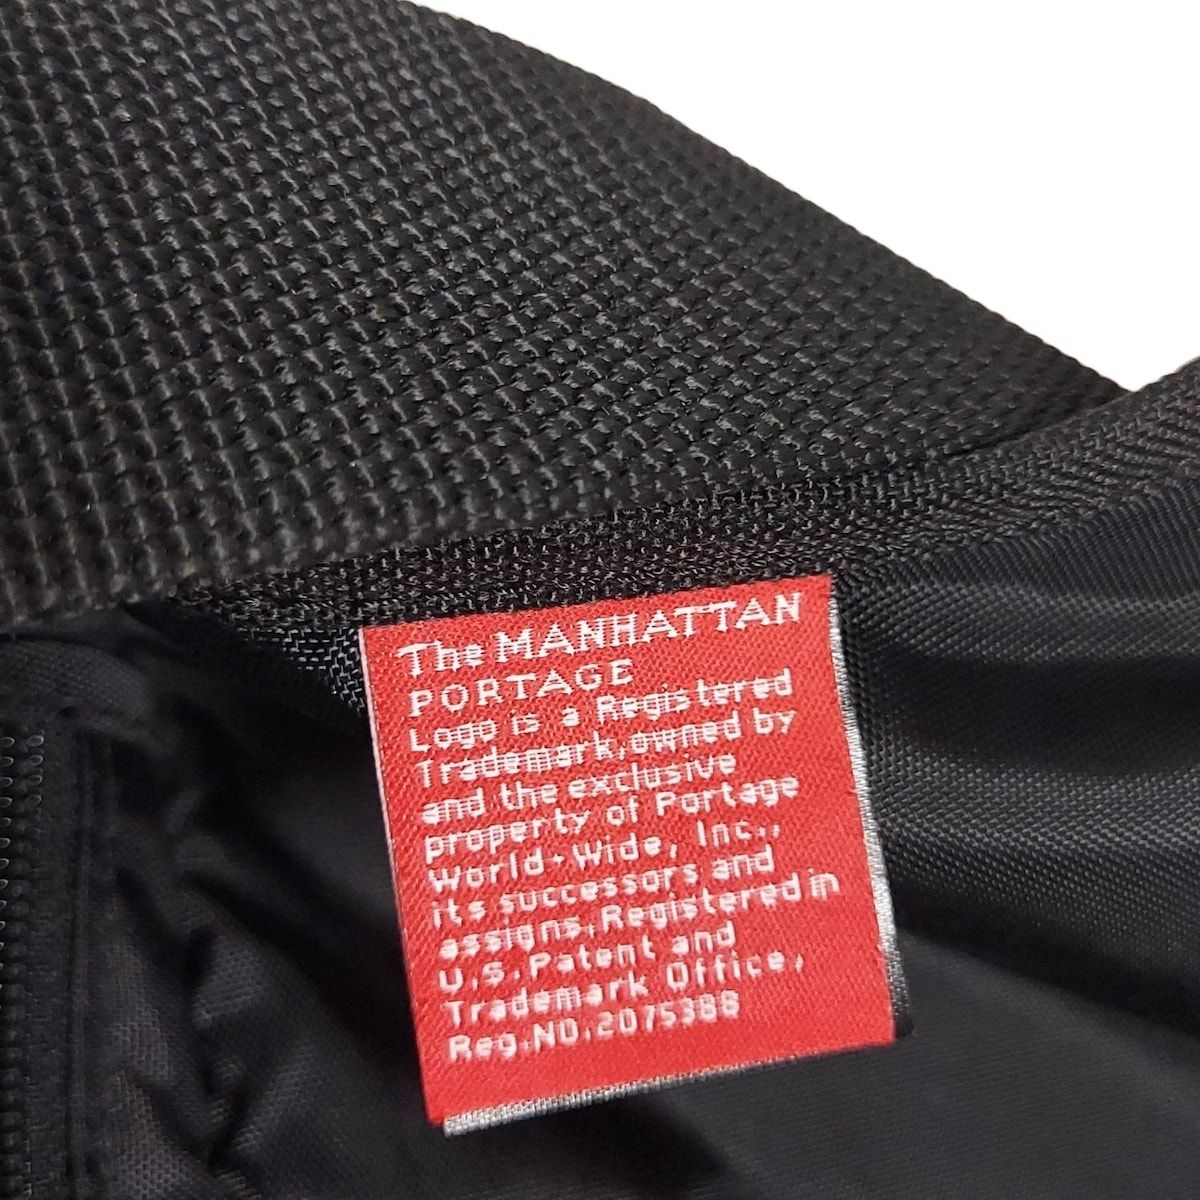 The MANHATTAN
PORTAGE
Logo is a Registered
Trademark, owned by
and the exclusive
property of Portage
World-Wide, Inc.,
its successors and
assigns. Registered in
U.S. Patent and
Trademark Office,
Reg. NO. 2075388